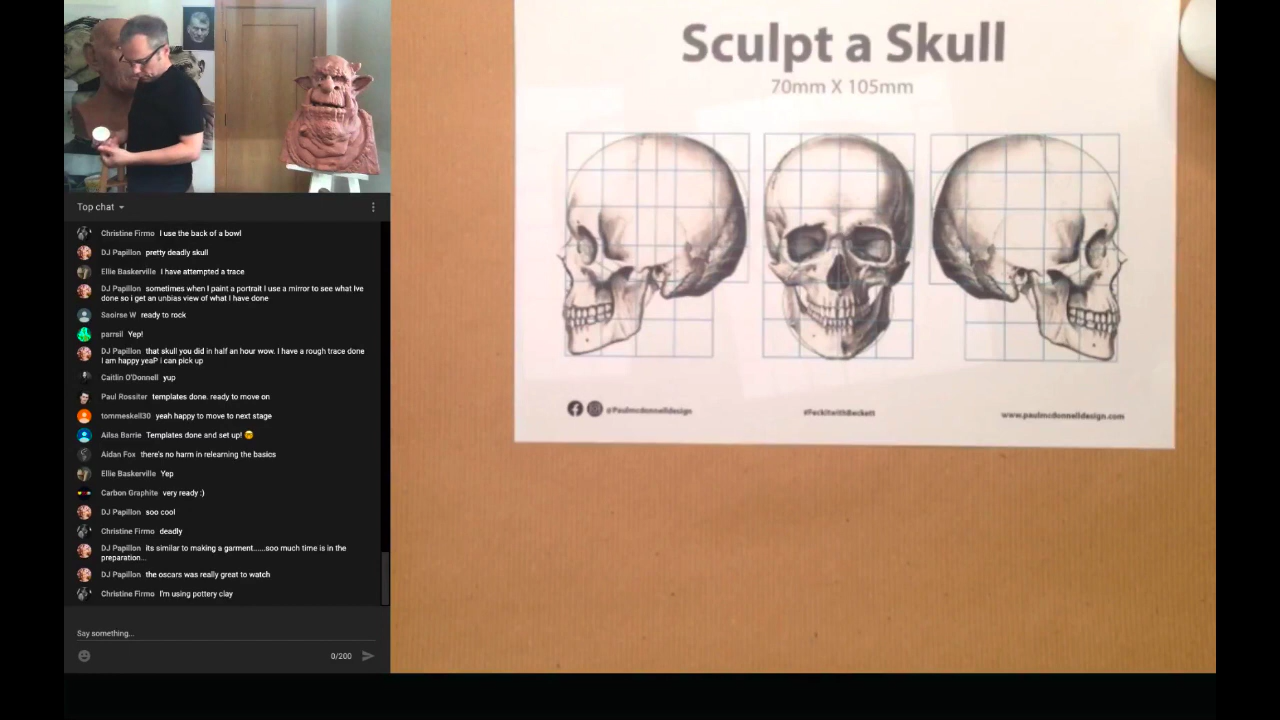 Top chat
Christine Firmo I use the back of a bowl
DJ Papillon pretty deadly skull
Ellie Baskerville I have attempted a trace
DJ Papillon sometimes when I paint a portrait I use a mirror to see what Ive
done so i get an unbias view of what I have done
Saoirse W ready to rock
parrsil Yep!
DJ Papillon that skull you did in half an hour wow. I have a rough trace done
I am happy yeaP i can pick up
Caitlin O'Donnell yup
Paul Rossiter templates done. ready to move on
tommeskell30 yeah happy to move to next stage
Ailsa Barrie Templates done and set up! 🤠
Aidan Fox there's no harm in relearning the basics
Ellie Baskerville Yep
Carbon Graphite very ready :)
DJ Papillon soo cool
Christine Firmo deadly
DJ Papillon its similar to making a garment......soo much time is in the
preparation...
DJ Papillon the oscars was really great to watch
Christine Firmo I'm using pottery clay
Say something...
0/200
Sculpt a Skull
70mm X 105mm
@Paulmcdonnelldesign
#FeckItwithBeckett
www.paulmcdonnelldesign.com